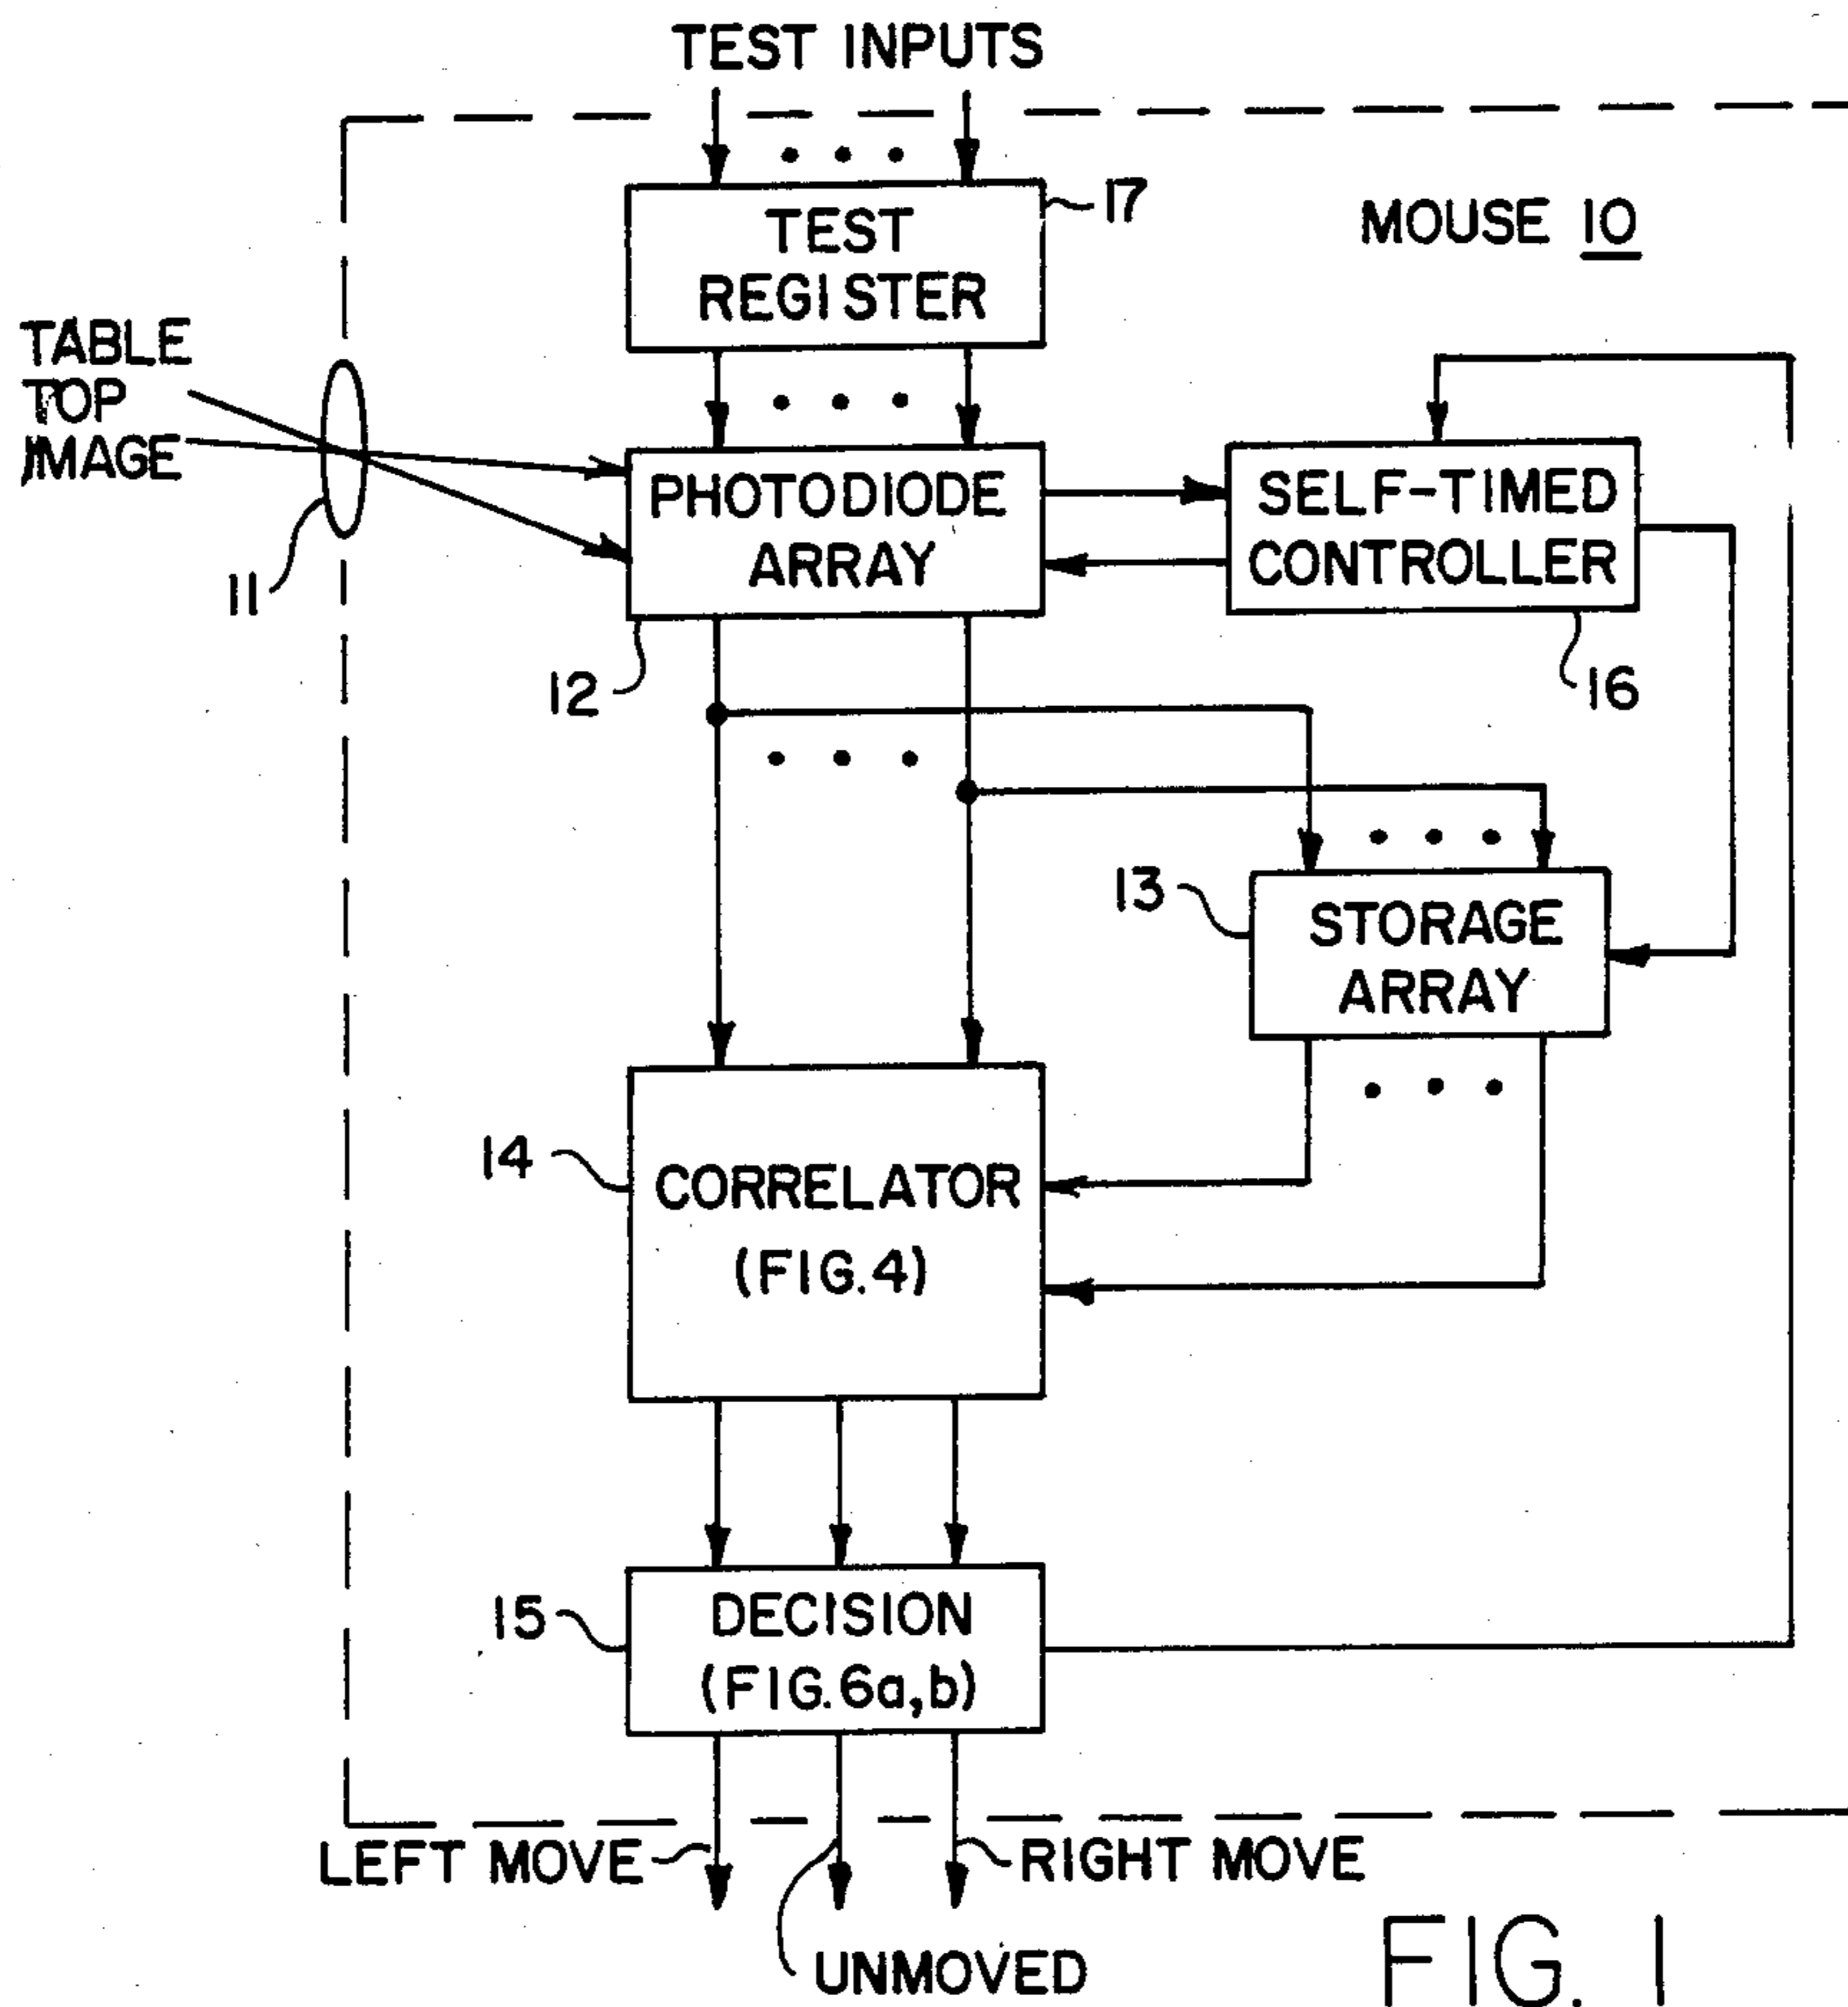 TEST INPUTS
TEST
REGISTER
17
MOUSE 10
TABLE
TOP
IMAGE
11
PHOTODIODE
ARRAY
12
SELF-TIMED
CONTROLLER
16
13
STORAGE
ARRAY
14
CORRELATOR
(FIG.4)
15
DECISION
(FIG.6a,b)
LEFT MOVE
RIGHT MOVE
UNMOVED
FIG. 1